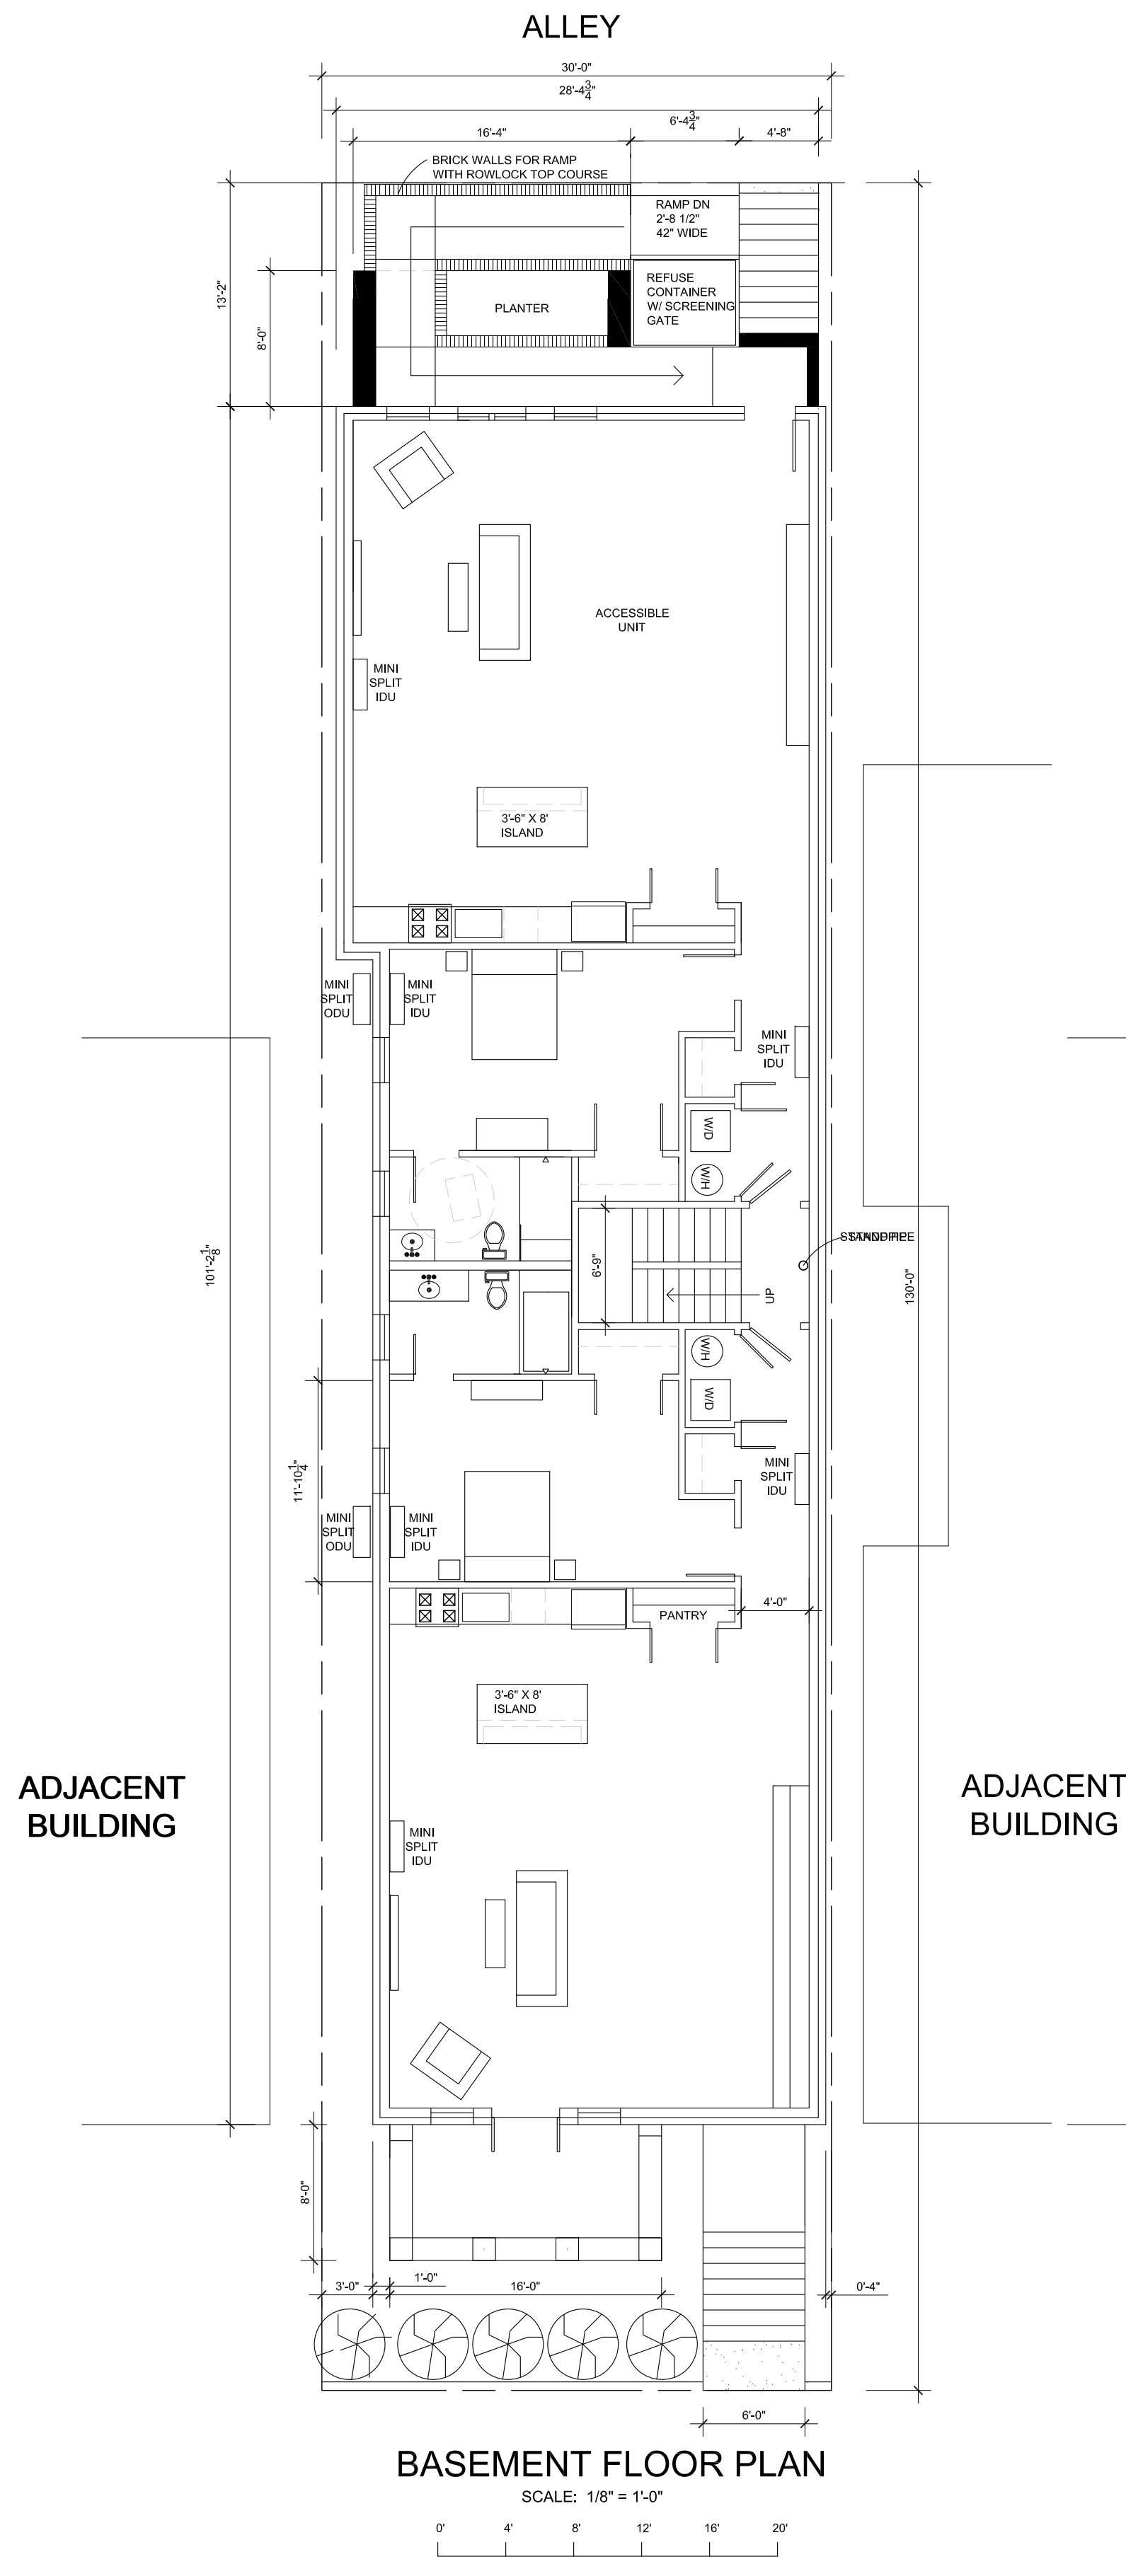 ALLEY
30'-0"
28'-4 3/4"
16'-4"
6'-4 3/4"
4'-8"
BRICK WALLS FOR RAMP
WITH ROWLOCK TOP COURSE
RAMP DN
2'-8 1/2"
42" WIDE
13'-2"
8'-0"
REFUSE
CONTAINER
W/ SCREENING
GATE
PLANTER
ACCESSIBLE
UNIT
MINI
SPLIT
IDU
3'-6" X 8'
ISLAND
MINI
SPLIT
ODU
MINI
SPLIT
IDU
MINI
SPLIT
IDU
W/D
W/H
6'-9"
UP
101'-2 1/8"
130'-0"
W/H
W/D
11'-10 1/4"
MINI
SPLIT
IDU
MINI
SPLIT
ODU
MINI
SPLIT
IDU
PANTRY
4'-0"
3'-6" X 8'
ISLAND
ADJACENT
BUILDING
ADJACENT
BUILDING
MINI
SPLIT
IDU
8'-0"
3'-0"
1'-0"
16'-0"
0'-4"
6'-0"
BASEMENT FLOOR PLAN
SCALE: 1/8" = 1'-0"
0' 4' 8' 12' 16' 20'